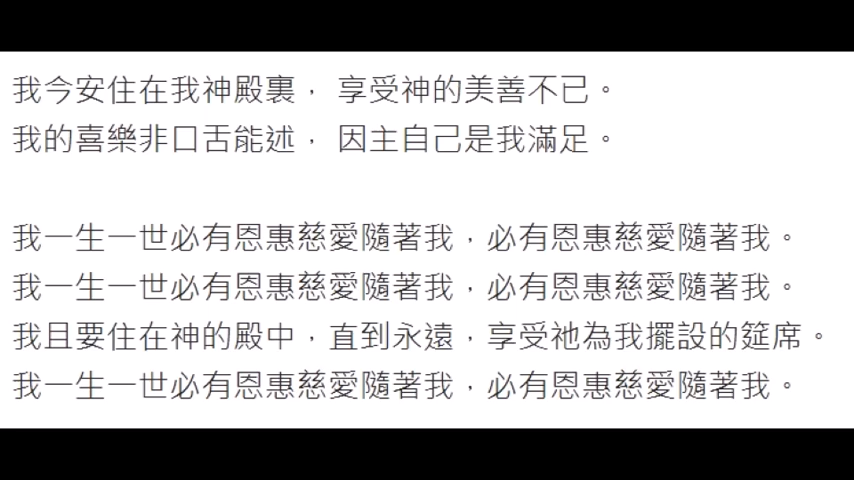 我今安住在我神殿裏， 享受神的美善不已。
我的喜樂非口舌能述， 因主自己是我滿足。
我一生一世必有恩惠慈愛隨著我，必有恩惠慈愛隨著我。
我一生一世必有恩惠慈愛隨著我，必有恩惠慈愛隨著我。
我且要住在神的殿中，直到永遠，享受祂為我擺設的筵席。
我一生一世必有恩惠慈愛隨著我，必有恩惠慈愛隨著我。